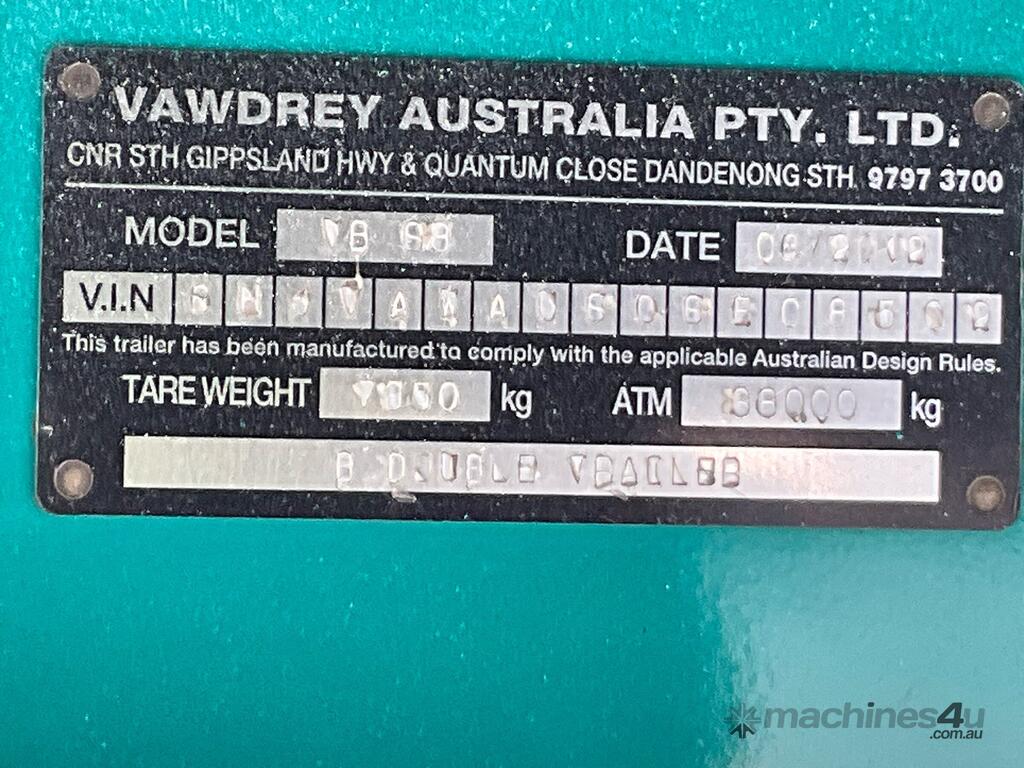 VAWDREY AUSTRALIA PTY. LTD.
CNR STH GIPPSLAND HWY & QUANTUM CLOSE DANDENONG STH. 9797 3700
MODEL DATE
V.I.N
This trailer has been manufactured to comply with the applicable Australian Design Rules.
TARE WEIGHT kg ATM kg
B DOUBLE
machines4u
.com.au